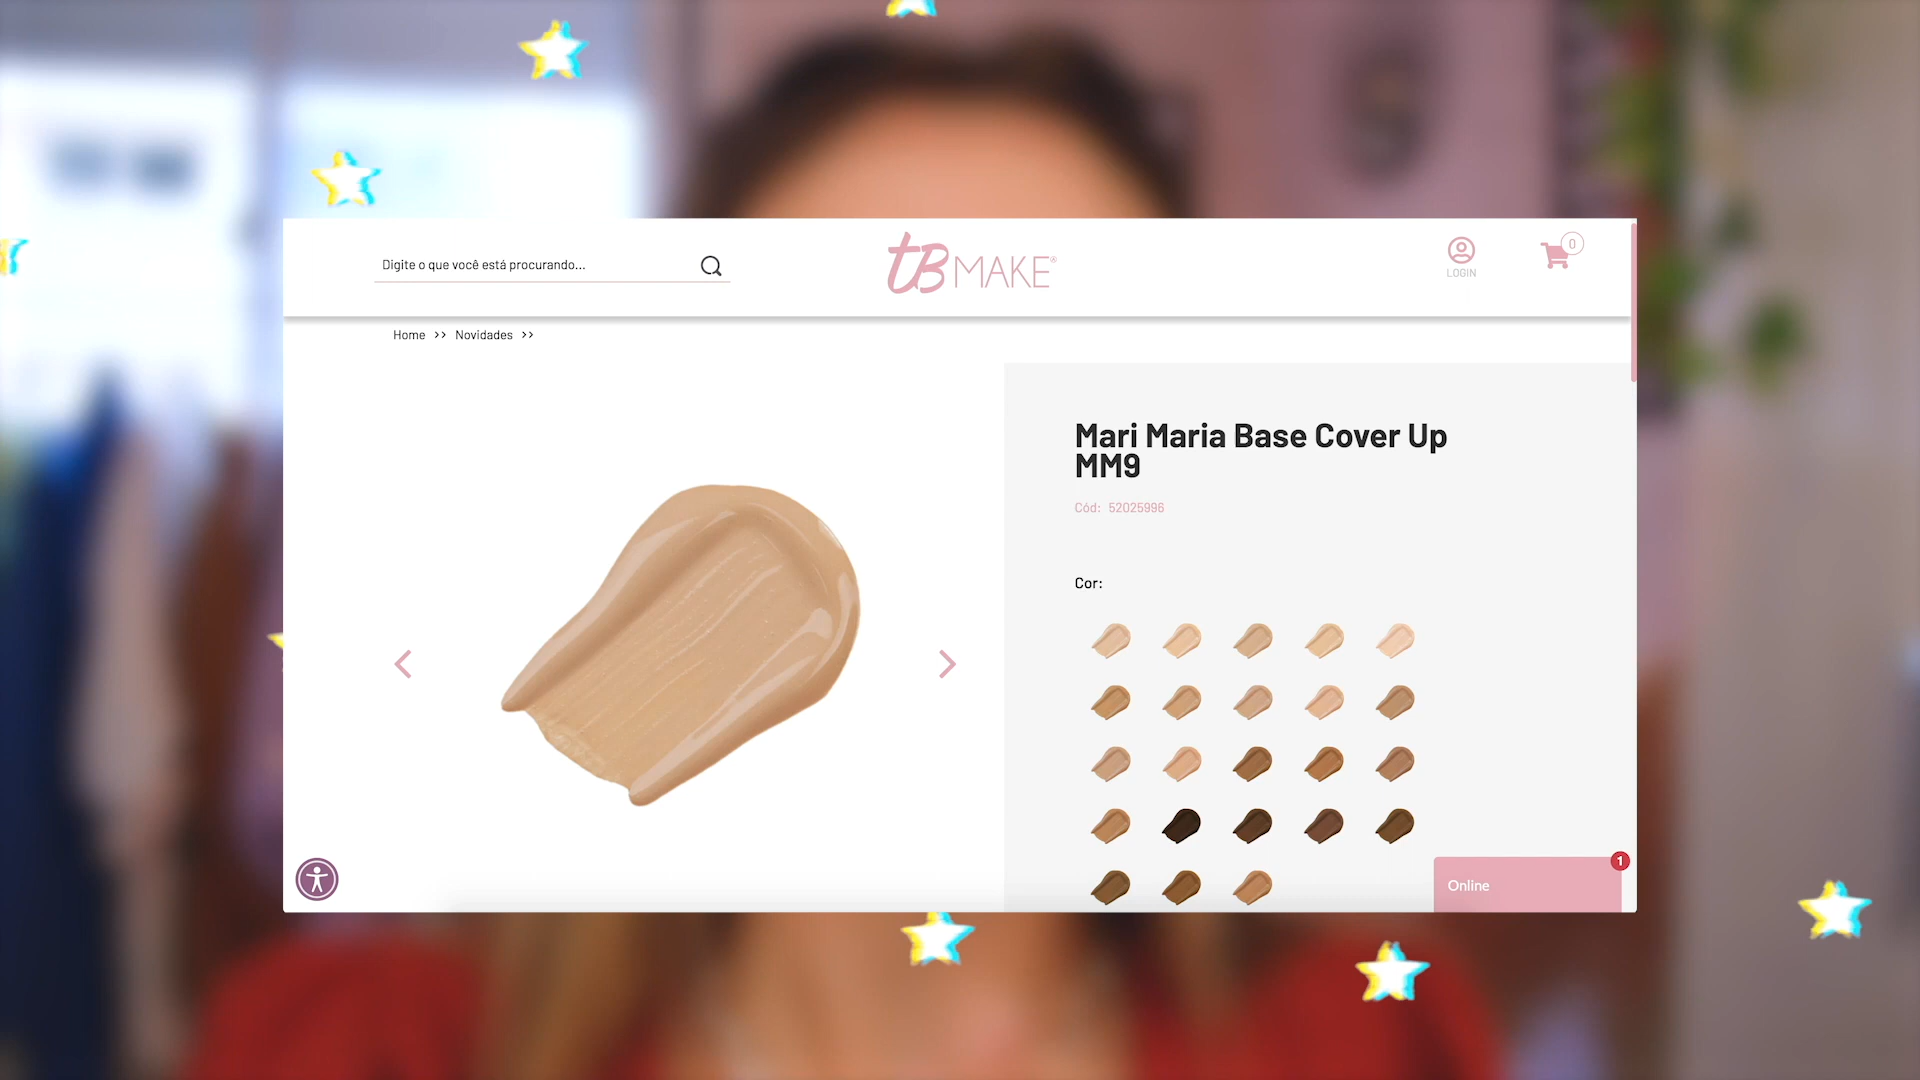 Digite o que você está procurando...
tB MAKE®
LOGIN
0
Home >> Novidades >>
Mari Maria Base Cover Up
MM9
Cód: 52025996
Cor:
1
Online